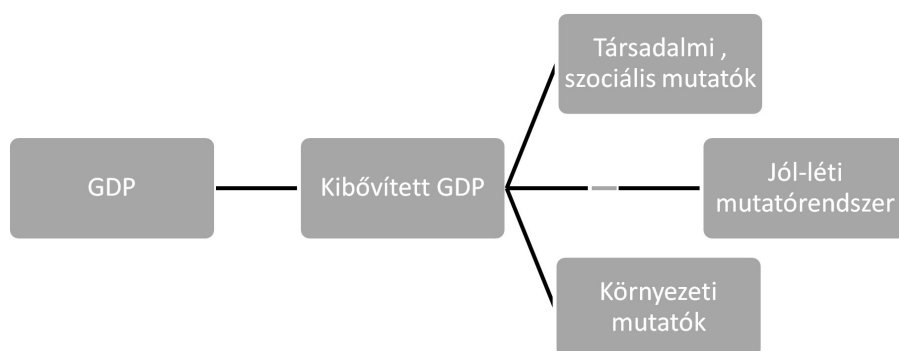 GDP
Kibővített GDP
Társadalmi ,
szociális mutatók
Jól-léti
mutatórendszer
Környezeti
mutatók